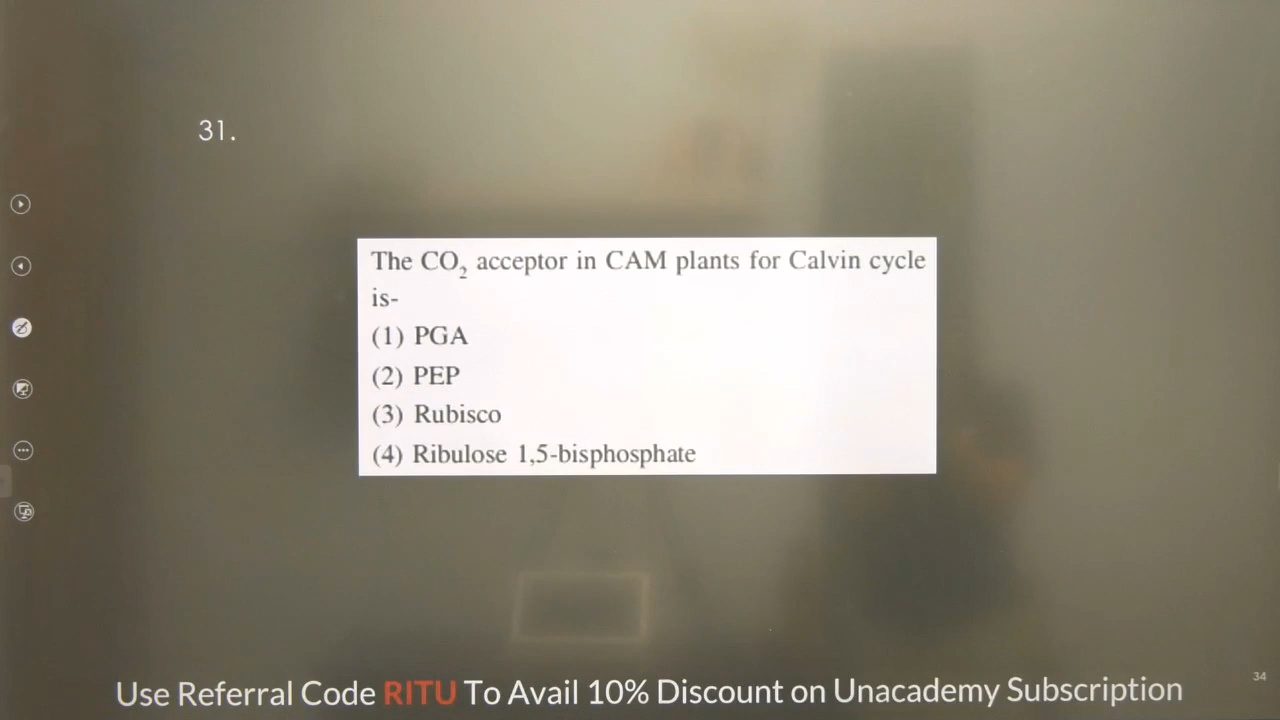 31.
The CO₂ acceptor in CAM plants for Calvin cycle
is-
(1) PGA
(2) PEP
(3) Rubisco
(4) Ribulose 1,5-bisphosphate
34
Use Referral Code RITU To Avail 10% Discount on Unacademy Subscription